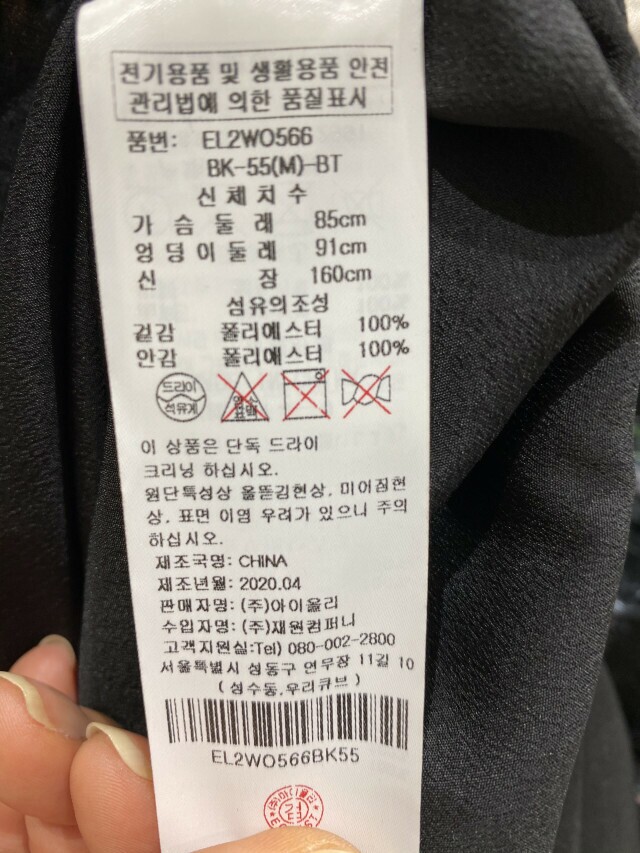 전기용품 및 생활용품 안전
관리법에 의한 품질표시
품번: EL2WO566
BK-55(M)-BT
신체치수
가슴둘레 85cm
엉덩이둘레 91cm
신장 160cm
섬유의조성
겉감 폴리에스터 100%
안감 폴리에스터 100%
드라이
석유계
염소
표백
이 상품은 단독 드라이
크리닝 하십시오.
원단특성상 올뜯김현상, 미어짐현
상, 표면 이염 우려가 있으니 주의
하십시오.
제조국명: CHINA
제조년월: 2020.04
판매자명: (주)아이올리
수입자명: (주)재원컴퍼니
고객지원실:Tel) 080-002-2800
서울특별시 성동구 연무장 11길 10
(성수동,우리큐브)
EL2WO566BK55
(주)아이올리